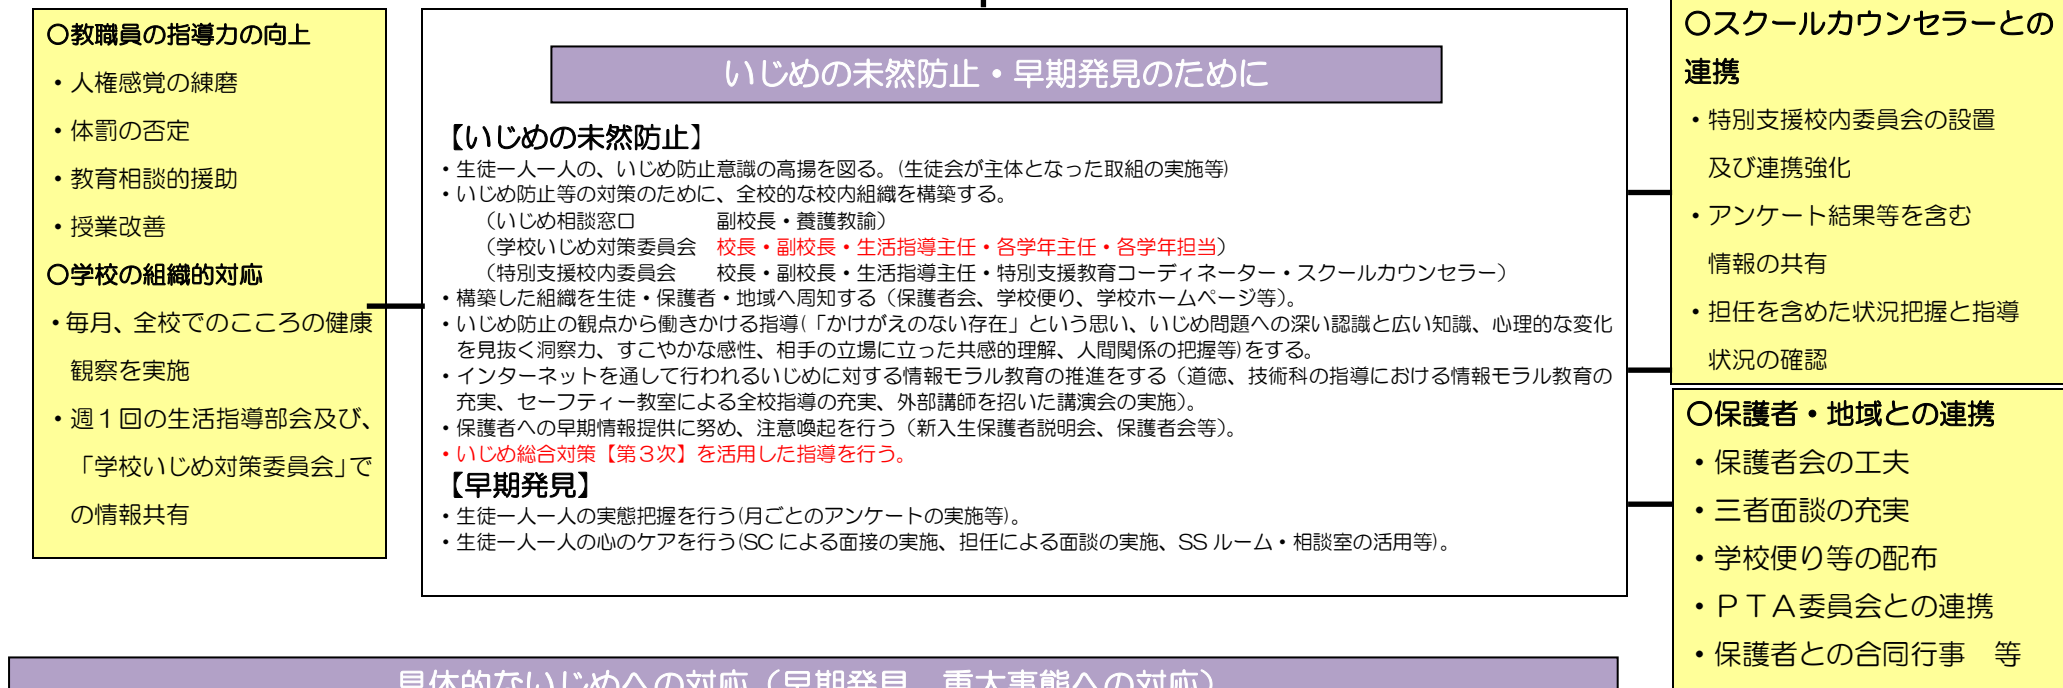 〇教職員の指導力の向上
・人権感覚の練磨
・体罰の否定
・教育相談的援助
・授業改善
〇学校の組織的対応
・毎月、全校でのこころの健康
観察を実施
・週１回の生活指導部会及び、
「学校いじめ対策委員会」で
の情報共有
いじめの未然防止・早期発見のために
【いじめの未然防止】
・生徒一人一人の、いじめ防止意識の高揚を図る。(生徒会が主体となった取組の実施等)
・いじめ防止等の対策のために、全校的な校内組織を構築する。
（いじめ相談窓口　副校長・養護教諭）
（学校いじめ対策委員会　校長・副校長・生活指導主任・各学年主任・各学年担当）
（特別支援校内委員会　校長・副校長・生活指導主任・特別支援教育コーディネーター・スクールカウンセラー）
・構築した組織を生徒・保護者・地域へ周知する（保護者会、学校便り、学校ホームページ等）。
・いじめ防止の観点から働きかける指導(「かけがえのない存在」という思い、いじめ問題への深い認識と広い知識、心理的な変化
を見抜く洞察力、すこやかな感性、相手の立場に立った共感的理解、人間関係の把握等)をする。
・インターネットを通して行われるいじめに対する情報モラル教育の推進をする（道徳、技術科の指導における情報モラル教育の
充実、セーフティー教室による全校指導の充実、外部講師を招いた講演会の実施）。
・保護者への早期情報提供に努め、注意喚起を行う（新入生保護者説明会、保護者会等）。
・いじめ総合対策【第３次】を活用した指導を行う。
【早期発見】
・生徒一人一人の実態把握を行う(月ごとのアンケートの実施等)。
・生徒一人一人の心のケアを行う(SC による面接の実施、担任による面談の実施、SS ルーム・相談室の活用等)。
〇スクールカウンセラーとの
連携
・特別支援校内委員会の設置
及び連携強化
・アンケート結果等を含む
情報の共有
・担任を含めた状況把握と指導
状況の確認
〇保護者・地域との連携
・保護者会の工夫
・三者面談の充実
・学校便り等の配布
・ＰＴＡ委員会との連携
・保護者との合同行事　等
具体的ないじめへの対応（早期発見　重大事態への対応）